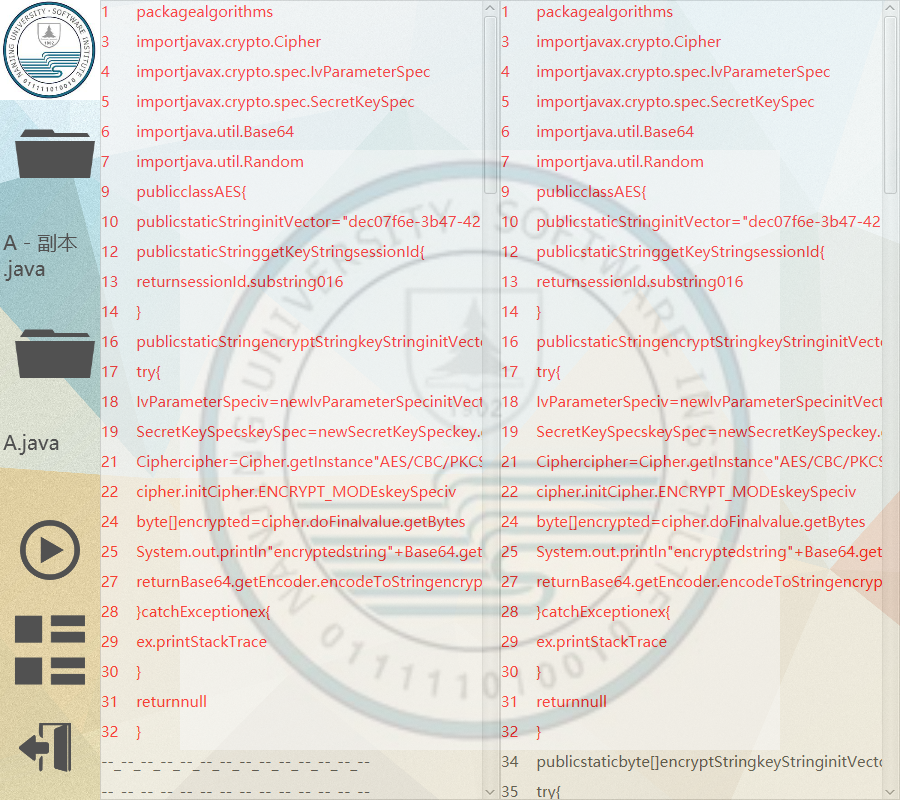 NANJING UNIVERSITY · SOFTWARE INSTITUTE
1902
011111010010
A - 副本
.java
A.java
1 packagealgorithms
3 importjavax.crypto.Cipher
4 importjavax.crypto.spec.IvParameterSpec
5 importjavax.crypto.spec.SecretKeySpec
6 importjava.util.Base64
7 importjava.util.Random
9 publicclassAES{
10 publicstaticStringinitVector="dec07f6e-3b47-42
12 publicstaticStringgetKeyStringsessionId{
13 returnsessionId.substring016
14 }
16 publicstaticStringencryptStringkeyStringinitVect
17 try{
18 IvParameterSpeciv=newIvParameterSpecinitVect
19 SecretKeySpecskeySpec=newSecretKeySpeckey.
21 Ciphercipher=Cipher.getInstance"AES/CBC/PKCS
22 cipher.initCipher.ENCRYPT_MODEskeySpeciv
24 byte[]encrypted=cipher.doFinalvalue.getBytes
25 System.out.println"encryptedstring"+Base64.get
27 returnBase64.getEncoder.encodeToStringencryp
28 }catchExceptionex{
29 ex.printStackTrace
30 }
31 returnnull
32 }
--_--_--_--_--_--_--_--_--_--_--_--_--_--
--_--_--_--_--_--_--_--_--_--_--_--_--_--
1 packagealgorithms
3 importjavax.crypto.Cipher
4 importjavax.crypto.spec.IvParameterSpec
5 importjavax.crypto.spec.SecretKeySpec
6 importjava.util.Base64
7 importjava.util.Random
9 publicclassAES{
10 publicstaticStringinitVector="dec07f6e-3b47-42
12 publicstaticStringgetKeyStringsessionId{
13 returnsessionId.substring016
14 }
16 publicstaticStringencryptStringkeyStringinitVect
17 try{
18 IvParameterSpeciv=newIvParameterSpecinitVect
19 SecretKeySpecskeySpec=newSecretKeySpeckey.
21 Ciphercipher=Cipher.getInstance"AES/CBC/PKCS
22 cipher.initCipher.ENCRYPT_MODEskeySpeciv
24 byte[]encrypted=cipher.doFinalvalue.getBytes
25 System.out.println"encryptedstring"+Base64.get
27 returnBase64.getEncoder.encodeToStringencryp
28 }catchExceptionex{
29 ex.printStackTrace
30 }
31 returnnull
32 }
34 publicstaticbyte[]encryptStringkeyStringinitVect
35 try{
NANJING UNIVERSITY · SOFTWARE INSTITUTE
1902
011111010010